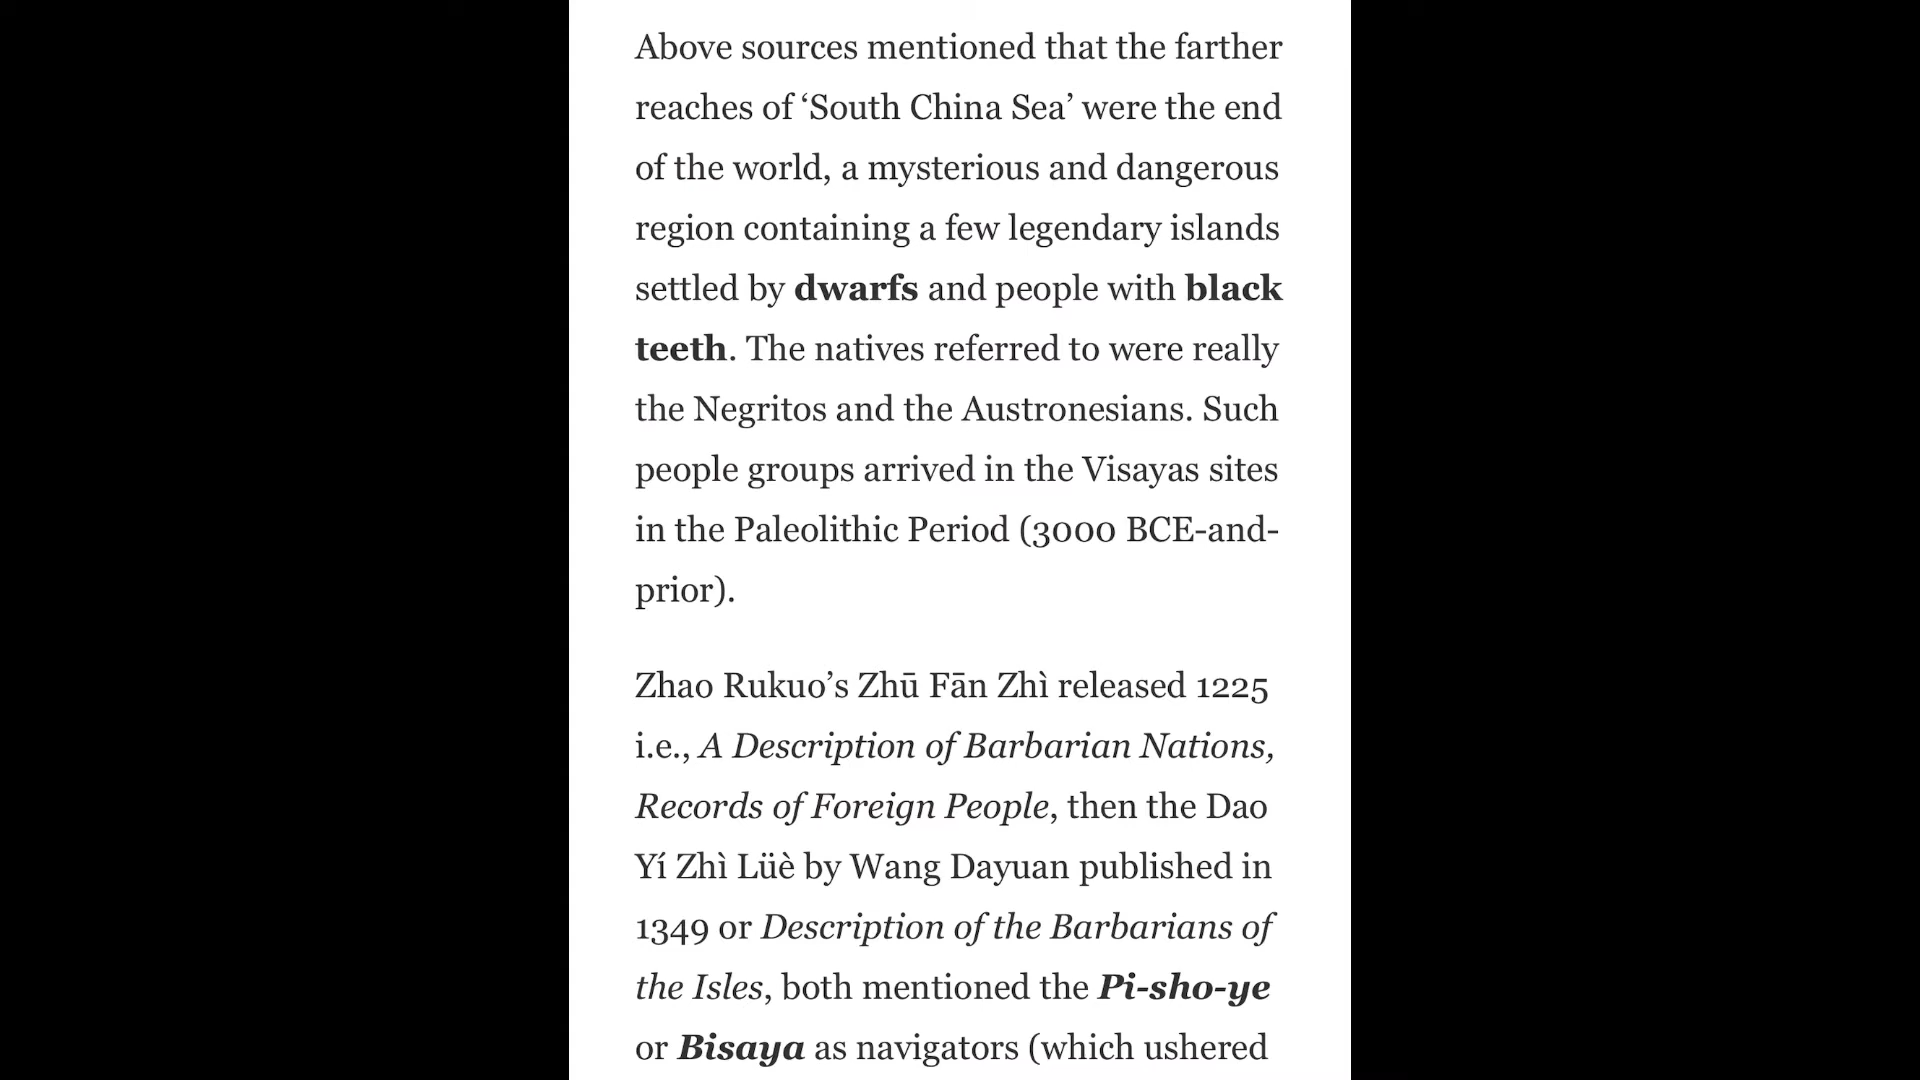 Above sources mentioned that the farther
reaches of ‘South China Sea’ were the end
of the world, a mysterious and dangerous
region containing a few legendary islands
settled by dwarfs and people with black
teeth. The natives referred to were really
the Negritos and the Austronesians. Such
people groups arrived in the Visayas sites
in the Paleolithic Period (3000 BCE-and-
prior).
Zhao Rukuo’s Zhū Fān Zhì released 1225
i.e., A Description of Barbarian Nations,
Records of Foreign People, then the Dao
Yí Zhì Lüè by Wang Dayuan published in
1349 or Description of the Barbarians of
the Isles, both mentioned the Pi-sho-ye
or Bisaya as navigators (which ushered